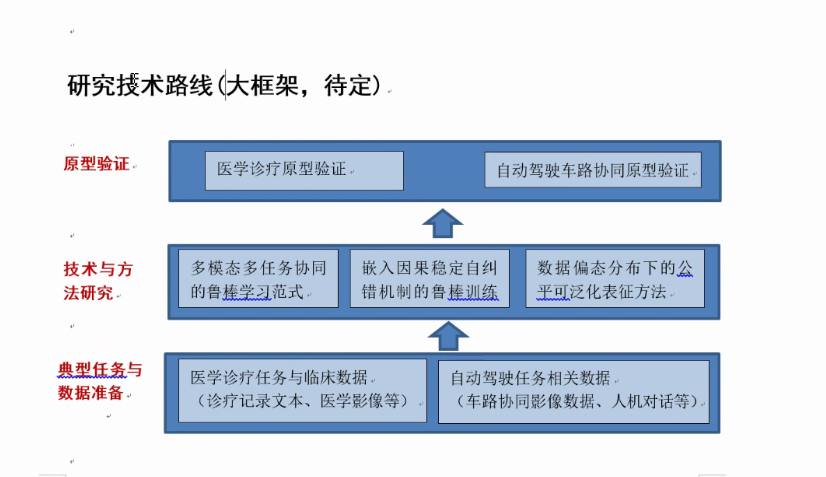 研究技术路线(大框架，待定)
原型验证
医学诊疗原型验证
自动驾驶车路协同原型验证
技术与方
法研究
多模态多任务协同
的鲁棒学习范式
嵌入因果稳定自纠
错机制的鲁棒训练
数据偏态分布下的公
平可泛化表征方法
典型任务与
数据准备
医学诊疗任务与临床数据
（诊疗记录文本、医学影像等）
自动驾驶任务相关数据
（车路协同影像数据、人机对话等）